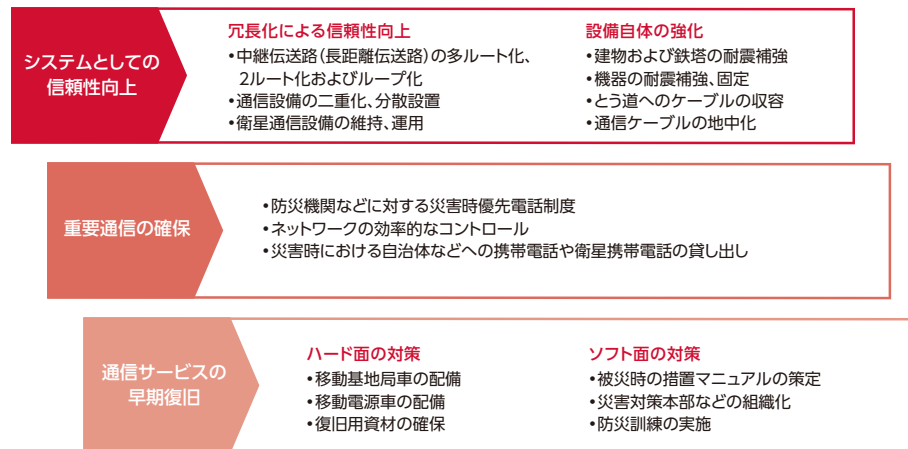 システムとしての
信頼性向上
冗長化による信頼性向上
•中継伝送路(長距離伝送路)の多ルート化、
2ルート化およびループ化
•通信設備の二重化、分散設置
•衛星通信設備の維持、運用
設備自体の強化
•建物および鉄塔の耐震補強
•機器の耐震補強、固定
•とう道へのケーブルの収容
•通信ケーブルの地中化
重要通信の確保
•防災機関などに対する災害時優先電話制度
•ネットワークの効率的なコントロール
•災害時における自治体などへの携帯電話や衛星携帯電話の貸し出し
通信サービスの
早期復旧
ハード面の対策
•移動基地局車の配備
•移動電源車の配備
•復旧用資材の確保
ソフト面の対策
•被災時の措置マニュアルの策定
•災害対策本部などの組織化
•防災訓練の実施